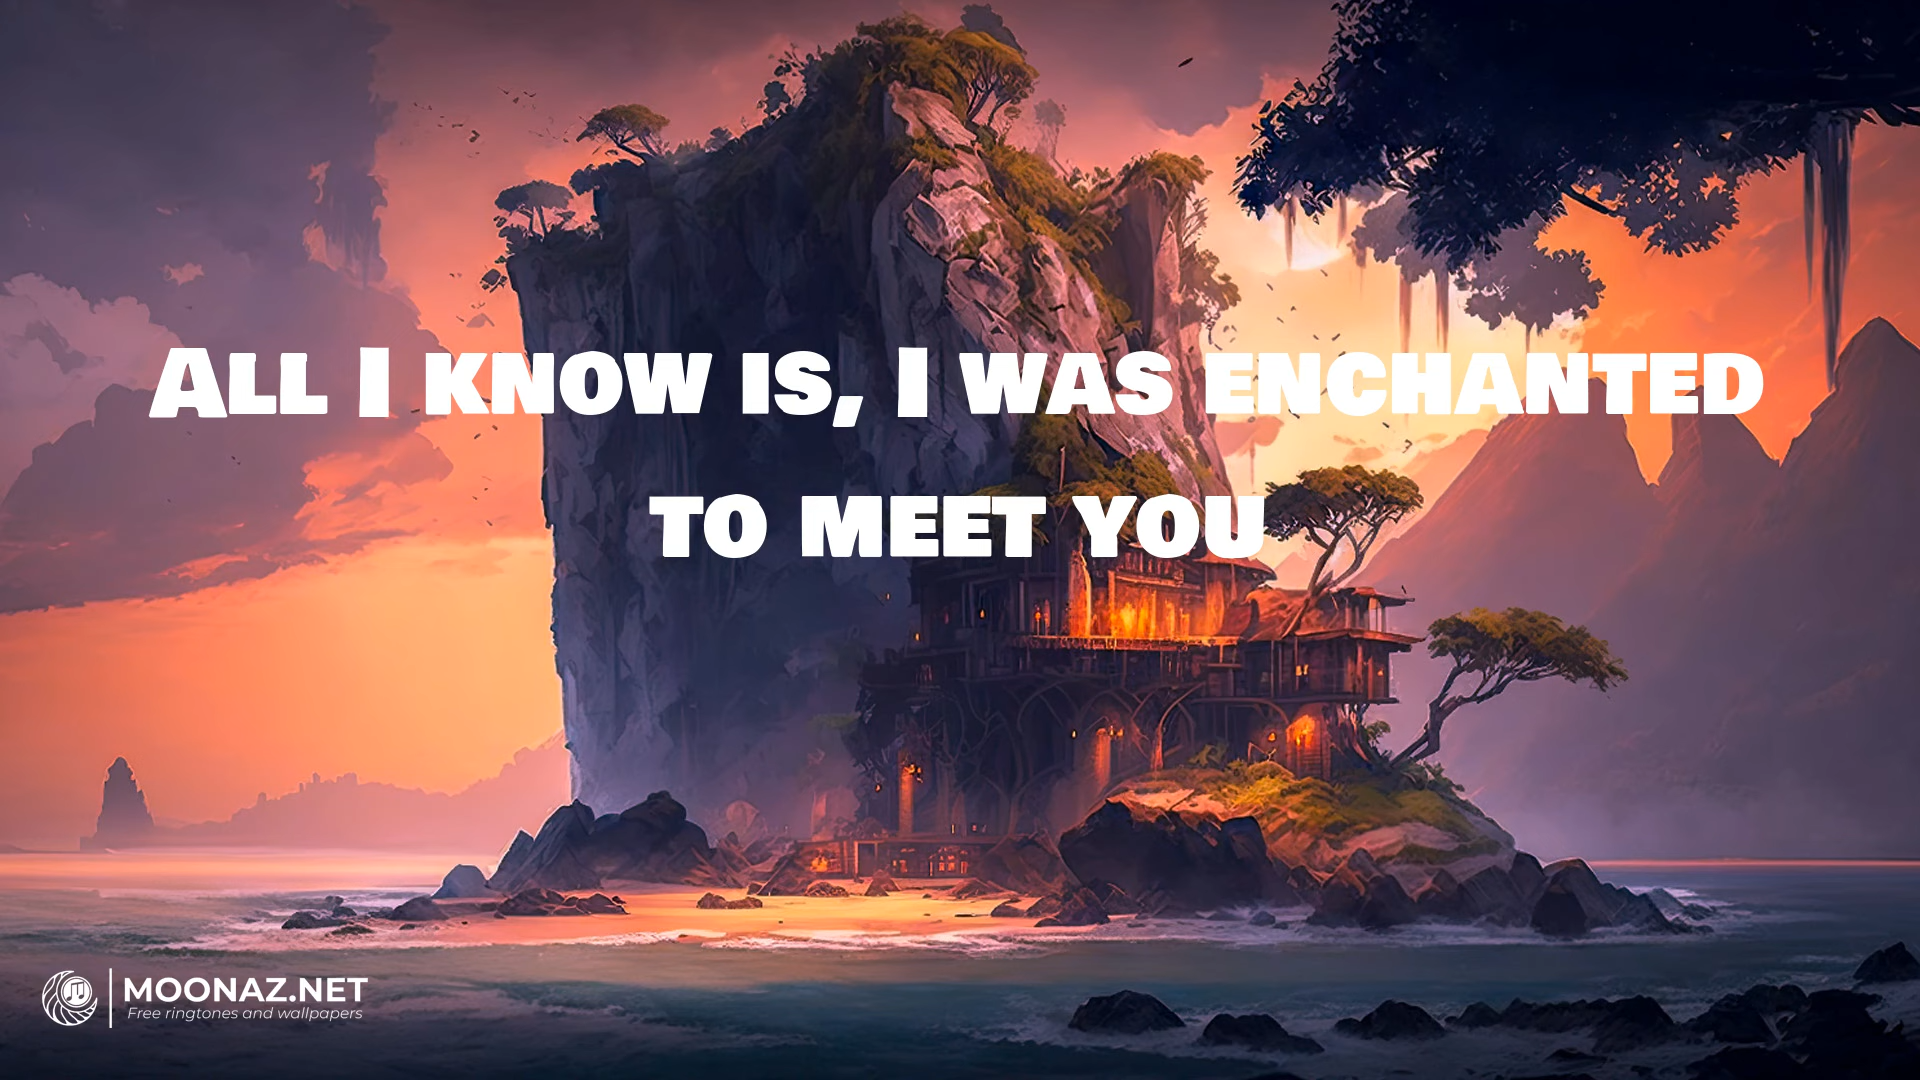 All I know is, I was enchanted
to meet you
MOONAZ.NET
Free ringtones and wallpapers